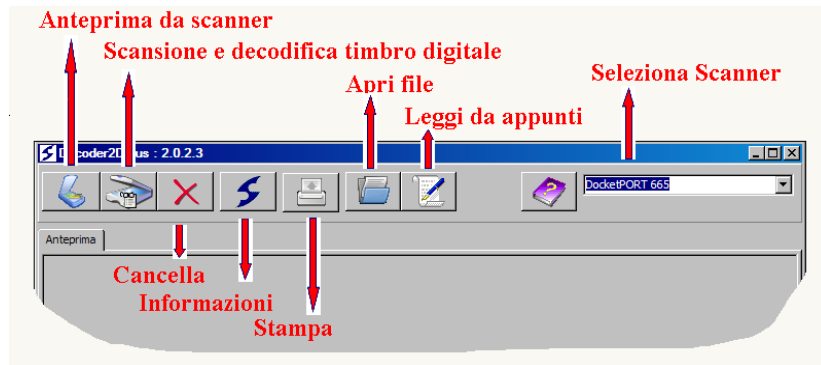 Anteprima da scanner
Scansione e decodifica timbro digitale
Apri file
Seleziona Scanner
Leggi da appunti
: 2.0.2.3
DocketPORT 665
Anteprima
Cancella
Informazioni
Stampa